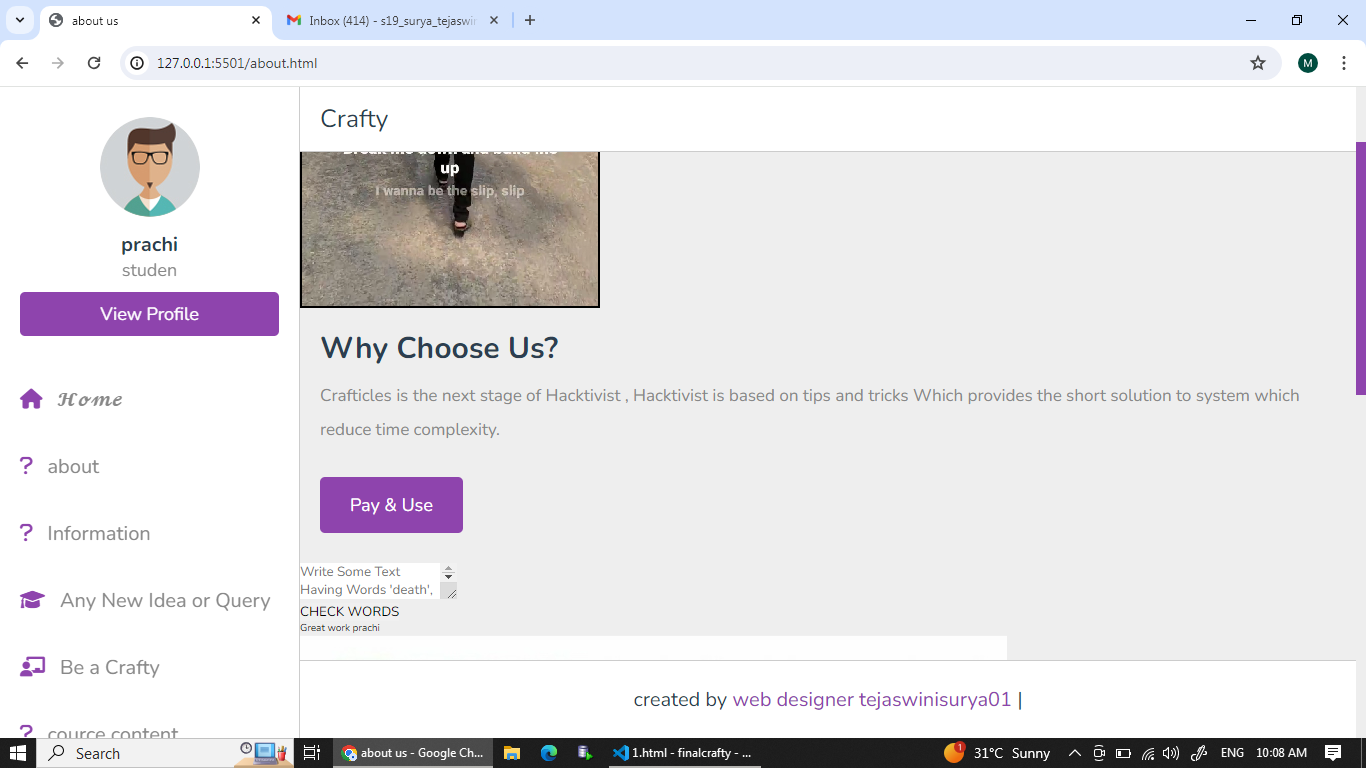 about us
Inbox (414) - s19_surya_tejaswin
127.0.0.1:5501/about.html
M
Crafty
up
I wanna be the slip, slip
prachi
studen
View Profile
𝓗𝓸𝓶𝓮
? about
? Information
Any New Idea or Query
Be a Crafty
? cource content
Why Choose Us?
Crafticles is the next stage of Hacktivist , Hacktivist is based on tips and tricks Which provides the short solution to system which
reduce time complexity.
Pay & Use
Write Some Text
Having Words 'death',
CHECK WORDS
Great work prachi
created by web designer tejaswinisurya01 |
Search
about us - Google Ch...
1.html - finalcrafty - ...
1
31°C Sunny
ENG
10:08 AM